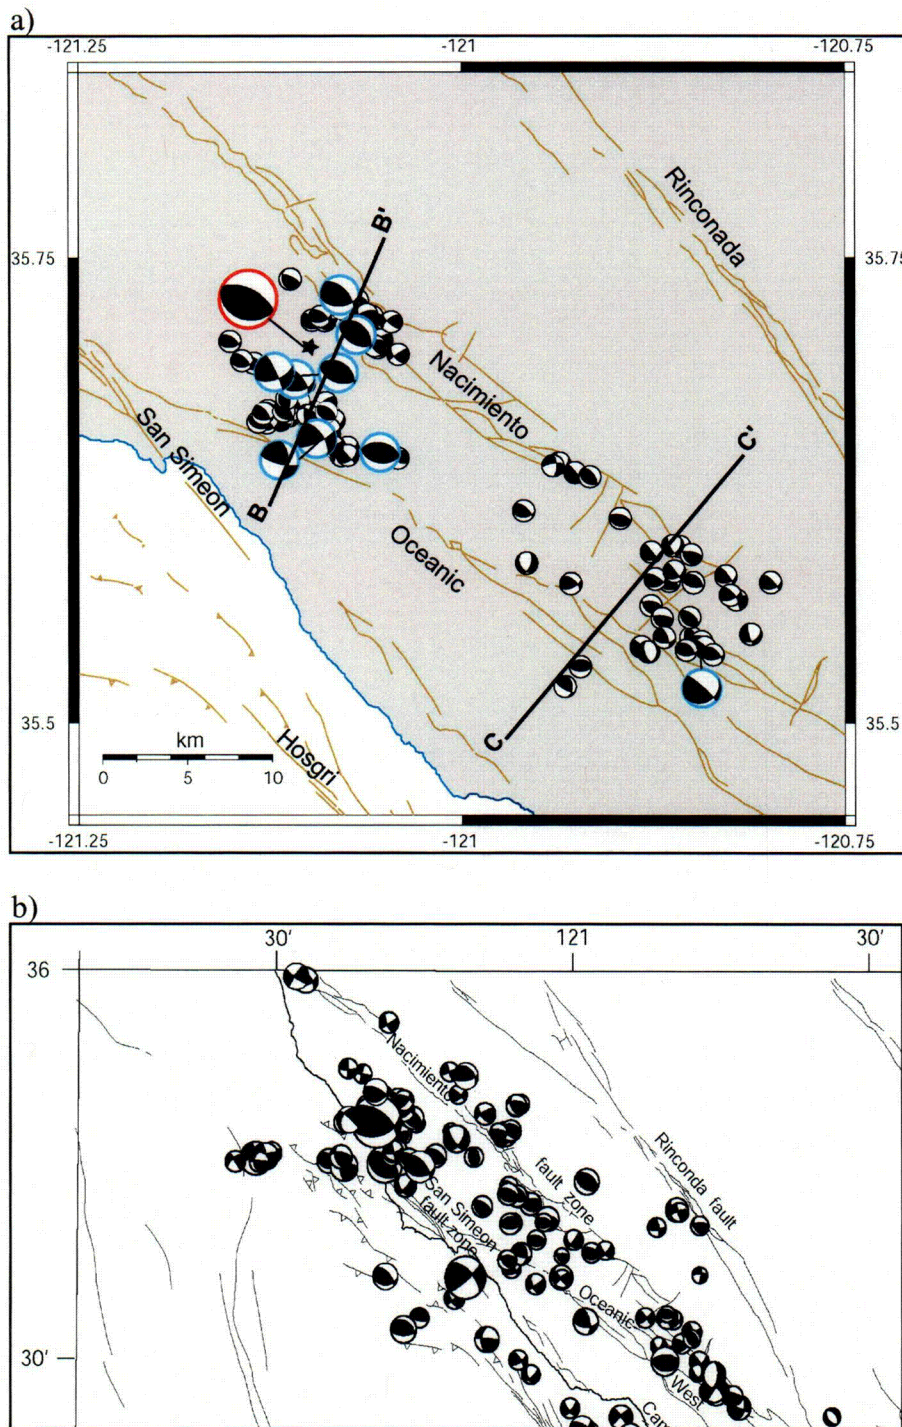 a)
-121.25 -121 -120.75
B'
Rinconada
35.75 35.75
Nacimiento
C'
San Simeon
B
Oceanic
C
35.5 35.5
km
0 5 10
Hosgri
-121.25 -121 -120.75
b)
30' 121 30'
36
Nacimiento
fault zone
Rinconda fault
San Simeon
fault zone
Oceanic
30'
West
Cam